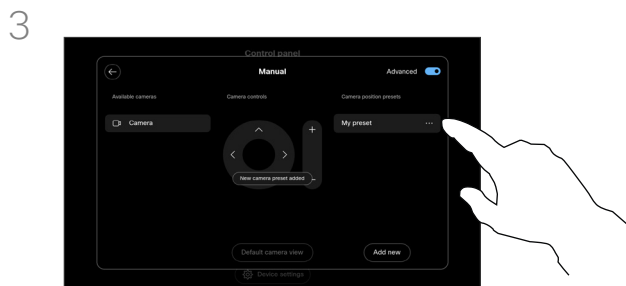 3
Control panel
Manual
Advanced
Available cameras
Camera controls
Camera position presets
Camera
My preset
...
+
New camera preset added
-
Default camera view
Add new
Device settings